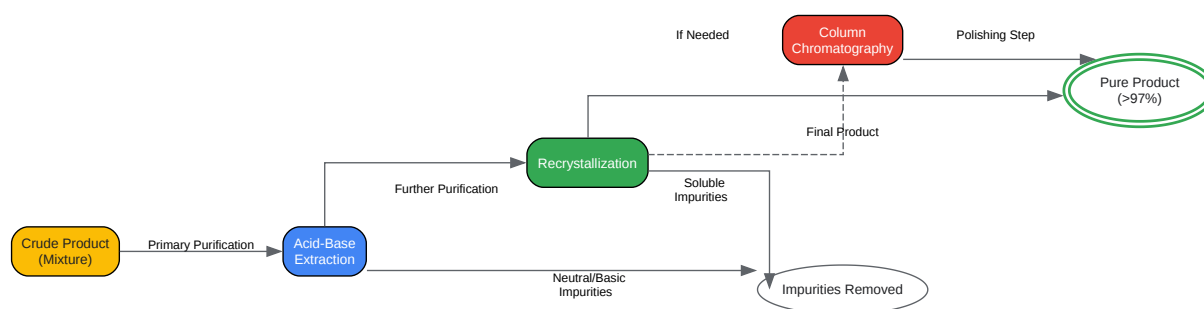 If Needed
Column
Chromatography
Polishing Step
Pure Product
(>97%)
Final Product
Recrystallization
Further Purification
Soluble
Impurities
Crude Product
(Mixture)
Primary Purification
Acid-Base
Extraction
Neutral/Basic
Impurities
Impurities Removed